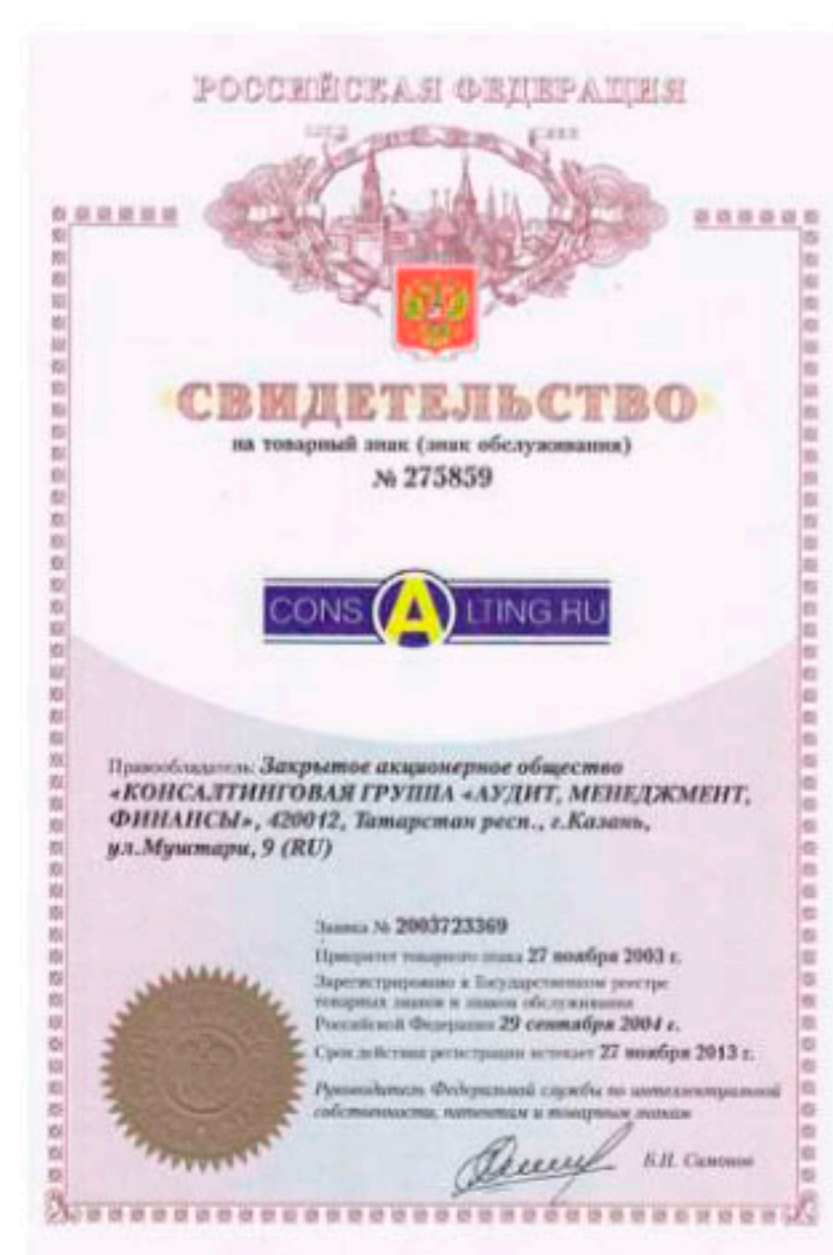 РОССИЙСКАЯ ФЕДЕРАЦИЯ
СВИДЕТЕЛЬСТВО
на товарный знак (знак обслуживания)
№ 275859
CONSALTING.RU
Правообладатель: Закрытое акционерное общество
«КОНСАЛТИНГОВАЯ ГРУППА «АУДИТ, МЕНЕДЖМЕНТ,
ФИНАНСЫ», 420012, Татарстан респ., г.Казань,
ул.Муштари, 9 (RU)
Заявка № 2003723369
Приоритет товарного знака 27 ноября 2003 г.
Зарегистрировано в Государственном реестре
товарных знаков и знаков обслуживания
Российской Федерации 29 сентября 2004 г.
Срок действия регистрации истекает 27 ноября 2013 г.
Руководитель Федеральной службы по интеллектуальной
собственности, патентам и товарным знакам
Б.П. Симонов